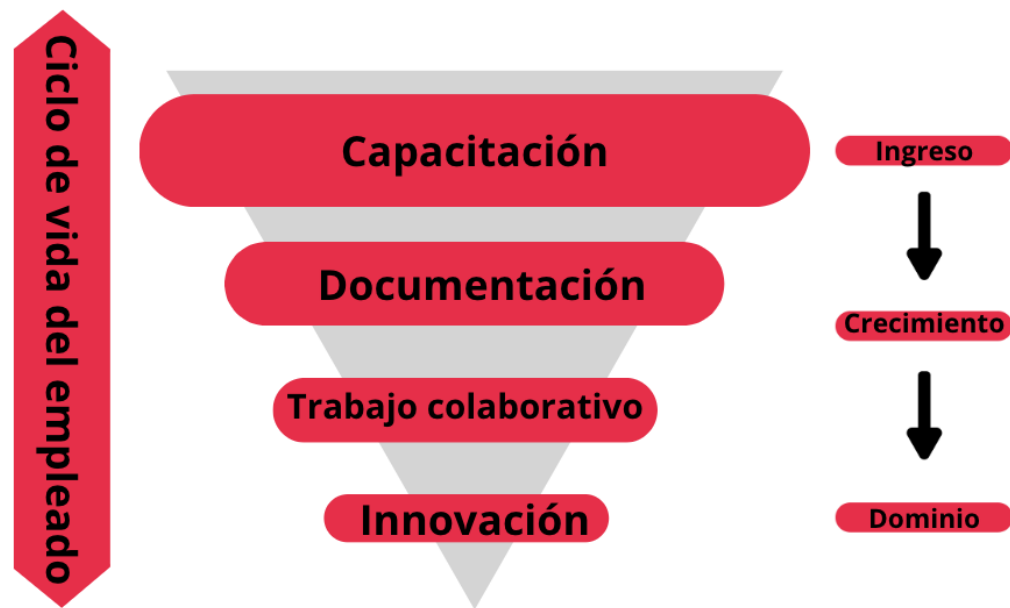 Ciclo de vida del empleado
Capacitación
Ingreso
Documentación
Crecimiento
Trabajo colaborativo
Innovación
Dominio